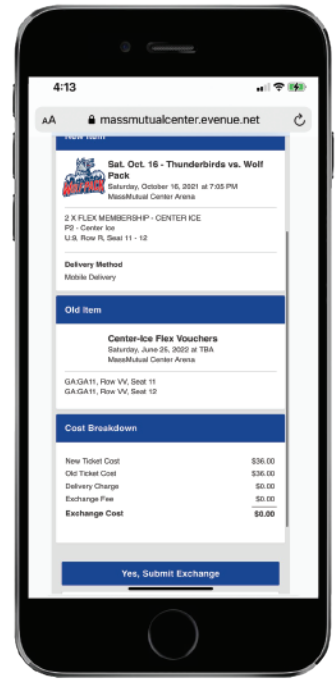 4:13
AA massmutualcenter.evenue.net
New Item
WOLF PACK
Sat. Oct. 16 - Thunderbirds vs. Wolf
Pack
Saturday, October 16, 2021 at 7:05 PM
MassMutual Center Arena
2 X FLEX MEMBERSHIP - CENTER ICE
P2 - Center Ice
U:9, Row R, Seat 11 - 12
Delivery Method
Mobile Delivery
Old Item
Center-Ice Flex Vouchers
Saturday, June 25, 2022 at TBA
MassMutual Center Arena
GA:GA11, Row VV, Seat 11
GA:GA11, Row VV, Seat 12
Cost Breakdown
New Ticket Cost $36.00
Old Ticket Cost $36.00
Delivery Charge $0.00
Exchange Fee $0.00
Exchange Cost $0.00
Yes, Submit Exchange